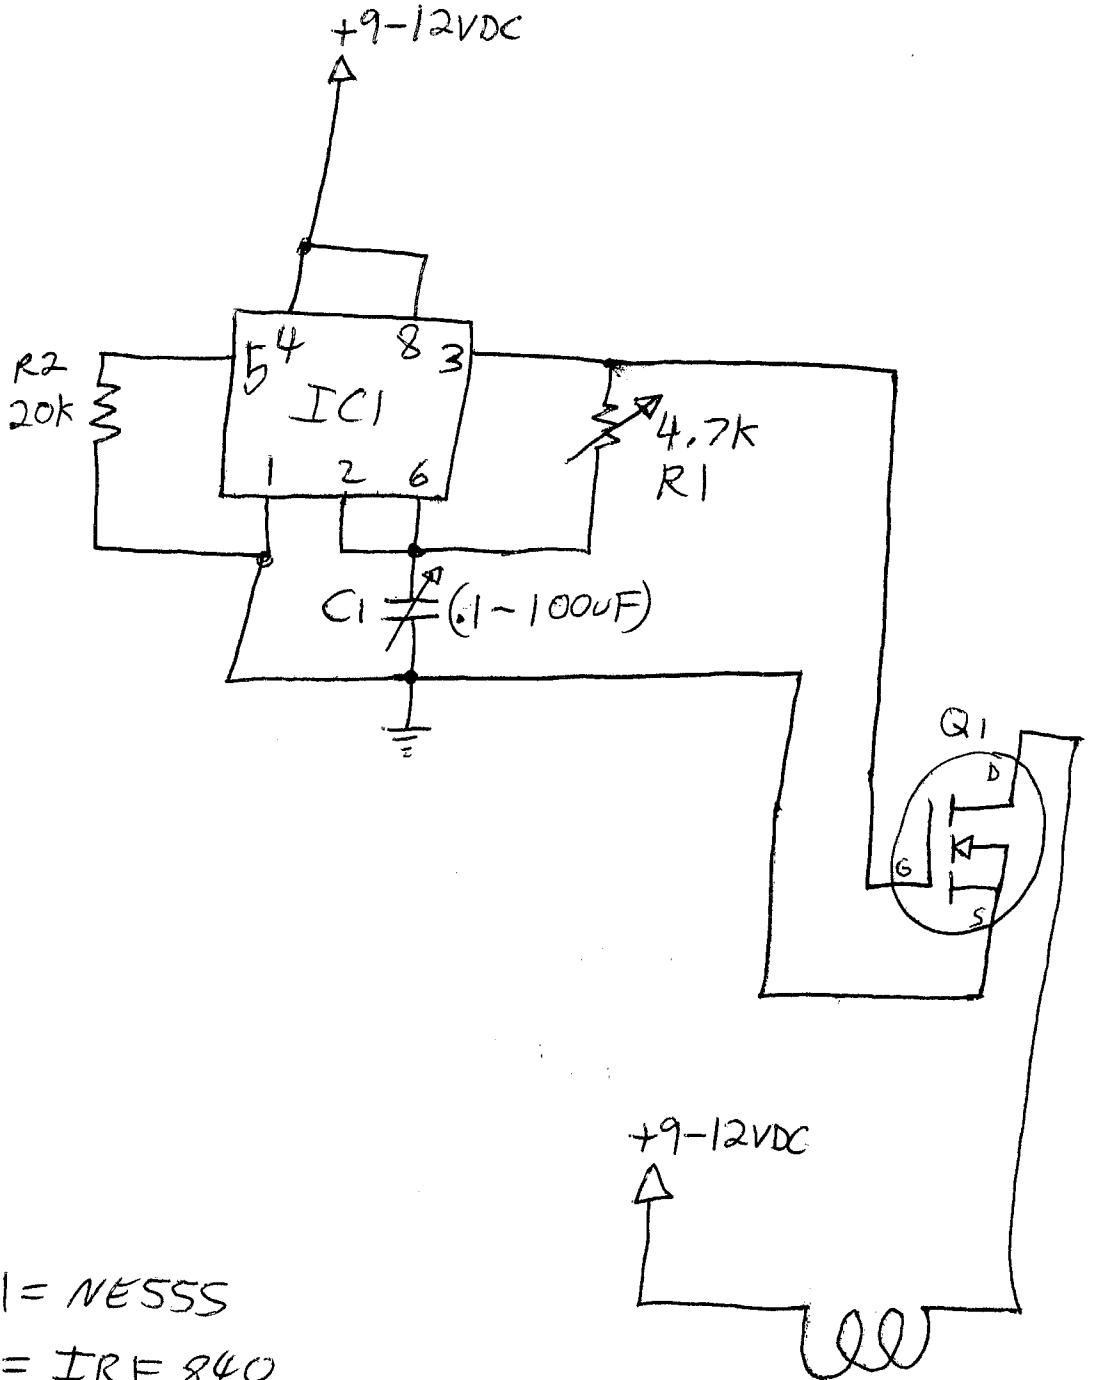 +9-12VDC
4 8
5 3
IC1
1 2 6
R2
20K
4.7K
R1
C1 (.1-100uF)
Q1
D
G
S
+9-12VDC
1 = NE555
= IRF 840